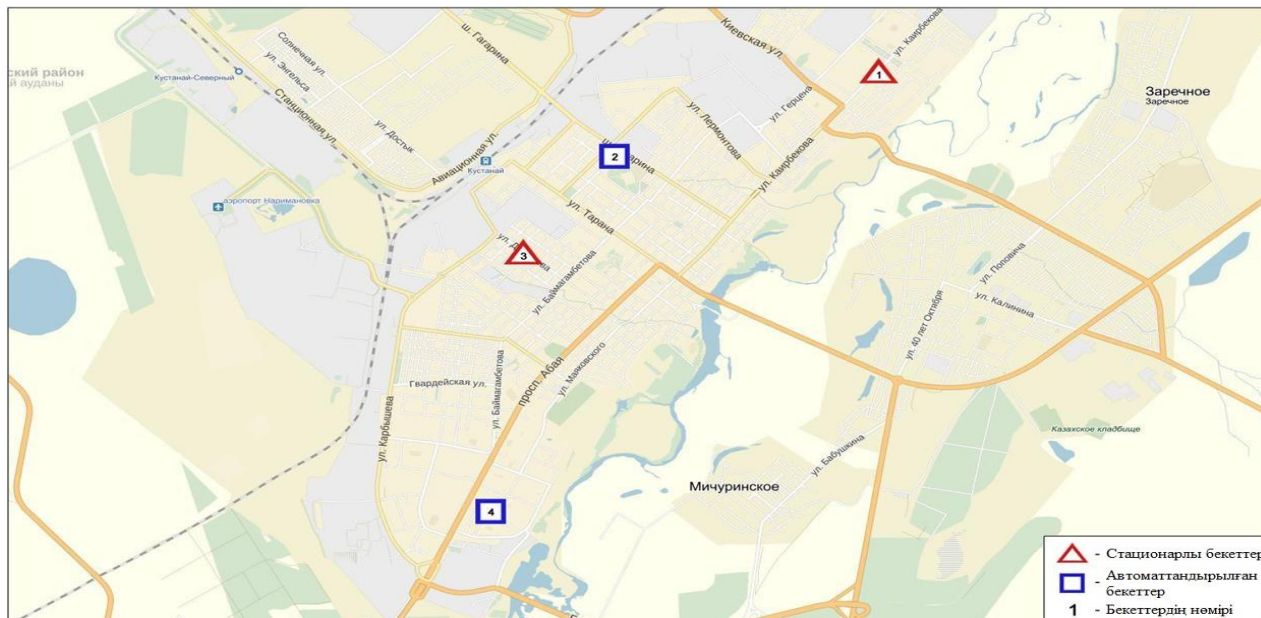 Киевская ул.
ул. Каирбекова
1
ш. Гагарина
Солнечная ул.
ул. Энгельса
ский район
й ауданы
Кустанай-Северный
Станционная ул.
ул. Достык
Авиационная ул.
Кустанай
2
ул. Лермонтова
ул. Герцена
ул. Каирбекова
Заречное
Заречное
аэропорт Наримановка
ул. Тарана
3
ул. Баймагамбетова
ул. Поповича
ул. Калинина
ул. 40 лет Октября
ул. Маяковского
просп. Абая
ул. Баймагамбетова
Гвардейская ул.
ул. Карбышева
Казахское кладбище
ул. Бабушкина
Мичуринское
4
- Стационарлы бекеттер
- Автоматтандырылған
бекеттер
1 - Бекеттердің нөмірі